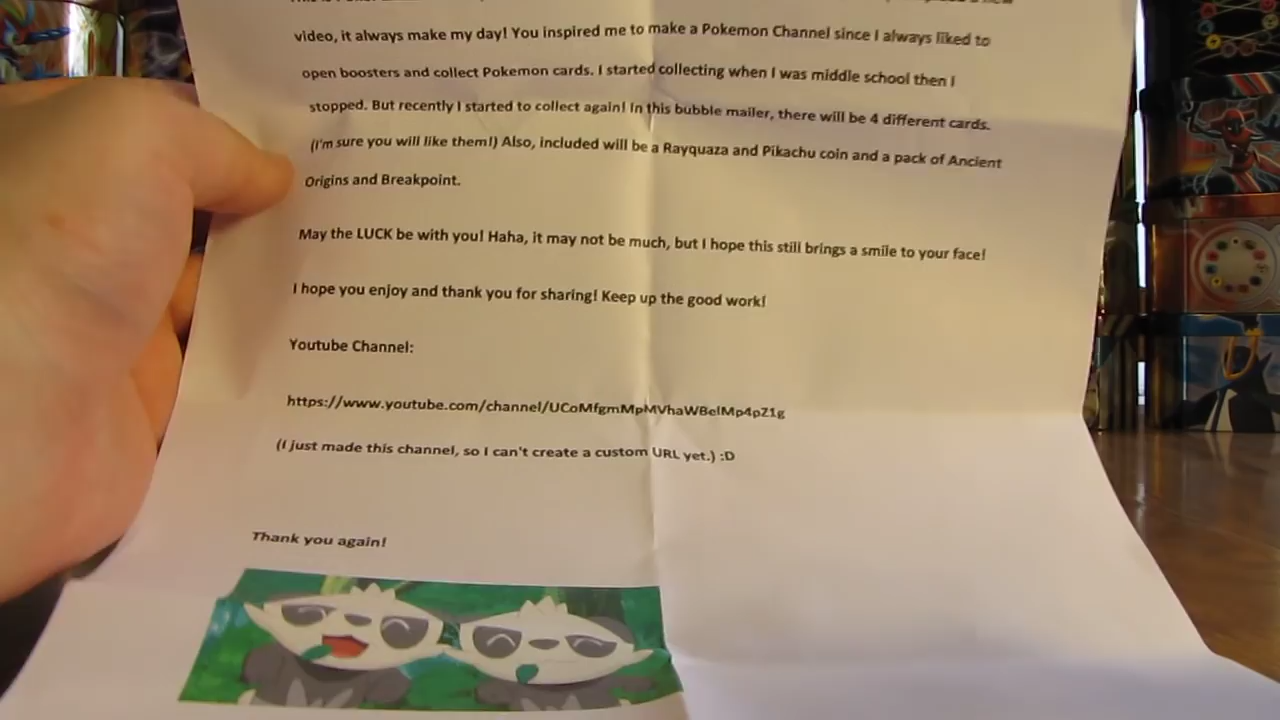 video, it always make my day! You inspired me to make a Pokemon Channel since I always liked to
open boosters and collect Pokemon cards. I started collecting when I was middle school then I
stopped. But recently I started to collect again! In this bubble mailer, there will be 4 different cards.
(I'm sure you will like them!) Also, included will be a Rayquaza and Pikachu coin and a pack of Ancient
Origins and Breakpoint.
May the LUCK be with you! Haha, it may not be much, but I hope this still brings a smile to your face!
I hope you enjoy and thank you for sharing! Keep up the good work!
Youtube Channel:
https://www.youtube.com/channel/UCoMfgmMpMVhaWBelMp4pZ1g
(I just made this channel, so I can't create a custom URL yet.) :D
Thank you again!